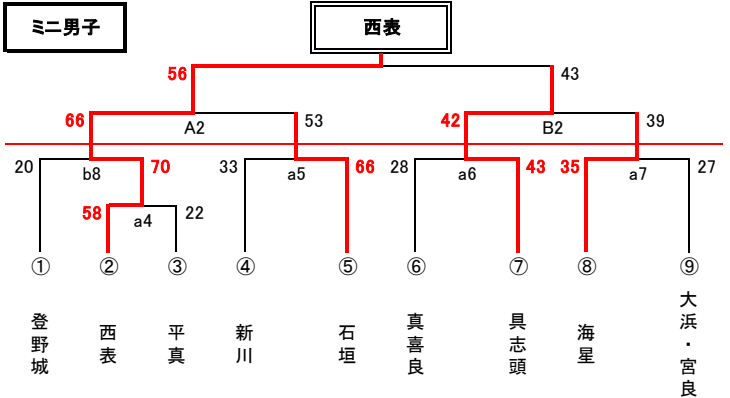 ミニ男子
西表
56
43
66
53
42
39
A2
B2
20
70
33
66
28
43
35
27
b8
a5
a6
a7
58
22
a4
①
②
③
④
⑤
⑥
⑦
⑧
⑨
登野城
西表
平真
新川
石垣
真喜良
具志頭
海星
大浜・宮良